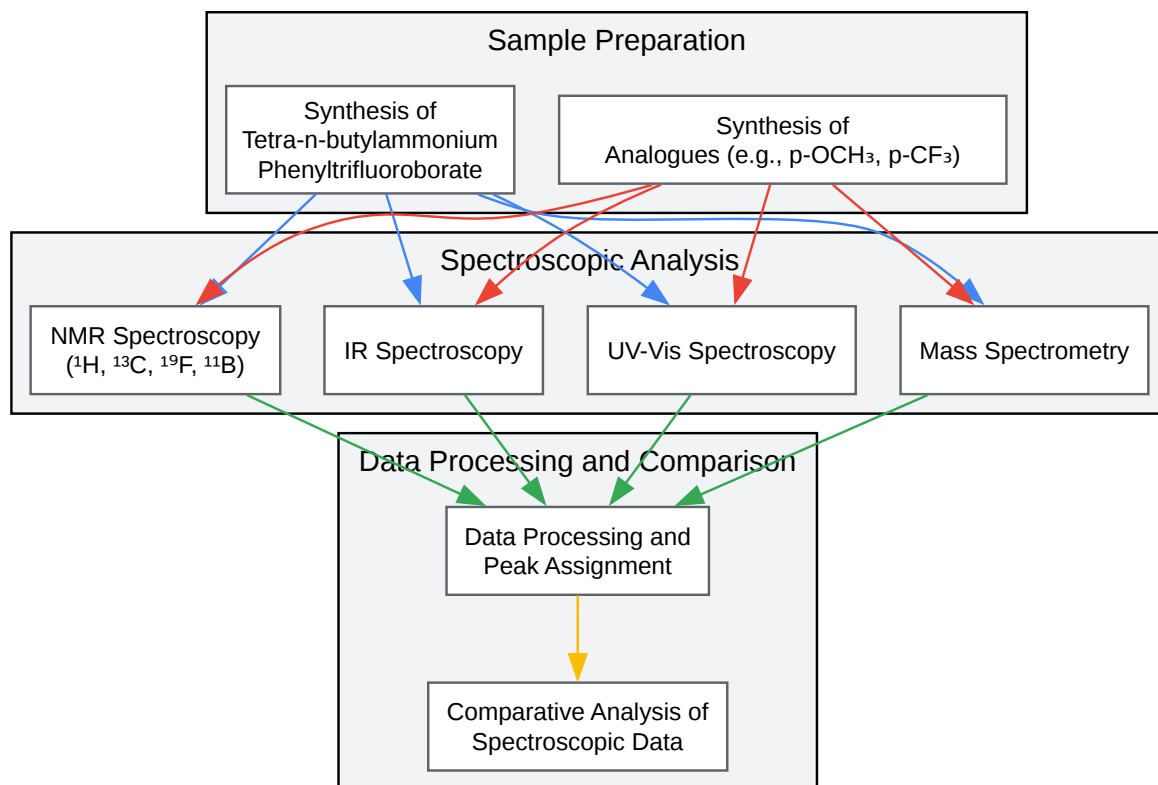 Sample Preparation
Synthesis of
Tetra-n-butylammonium
Phenyltrifluoroborate
Synthesis of
Analogues (e.g., p-OCH₃, p-CF₃)
Spectroscopic Analysis
NMR Spectroscopy
(¹H, ¹³C, ¹⁹F, ¹¹B)
IR Spectroscopy
UV-Vis Spectroscopy
Mass Spectrometry
Data Processing and Comparison
Data Processing and
Peak Assignment
Comparative Analysis of
Spectroscopic Data